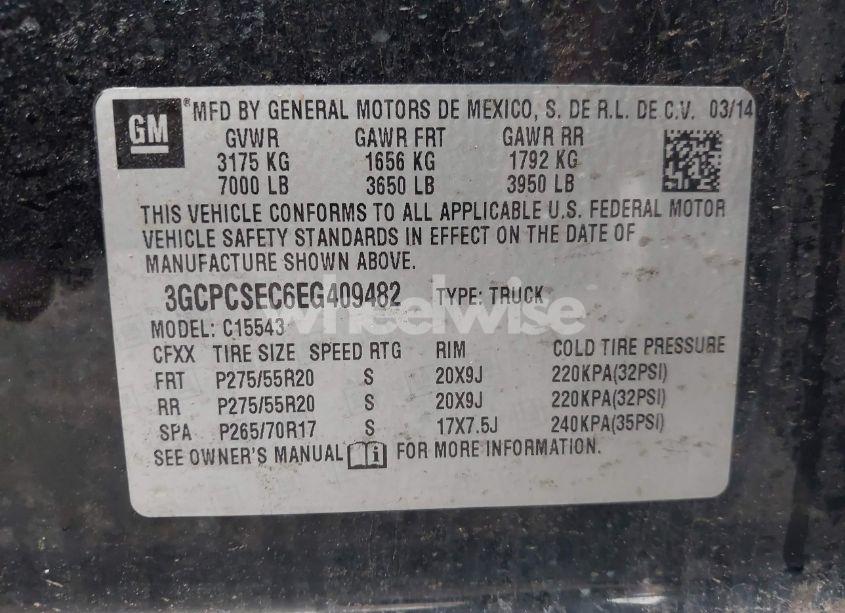 GM ® MFD BY GENERAL MOTORS DE MEXICO, S. DE R.L. DE C.V. 03/14
GVWR GAWR FRT GAWR RR
3175 KG 1656 KG 1792 KG
7000 LB 3650 LB 3950 LB
THIS VEHICLE CONFORMS TO ALL APPLICABLE U.S. FEDERAL MOTOR
VEHICLE SAFETY STANDARDS IN EFFECT ON THE DATE OF
MANUFACTURE SHOWN ABOVE.
3GCPCSEC6EG409482 TYPE: TRUCK
wheelwise
MODEL: C15543
CFXX TIRE SIZE SPEED RTG RIM COLD TIRE PRESSURE
FRT P275/55R20 S 20X9J 220KPA(32PSI)
RR P275/55R20 S 20X9J 220KPA(32PSI)
SPA P265/70R17 S 17X7.5J 240KPA(35PSI)
SEE OWNER'S MANUAL i FOR MORE INFORMATION.